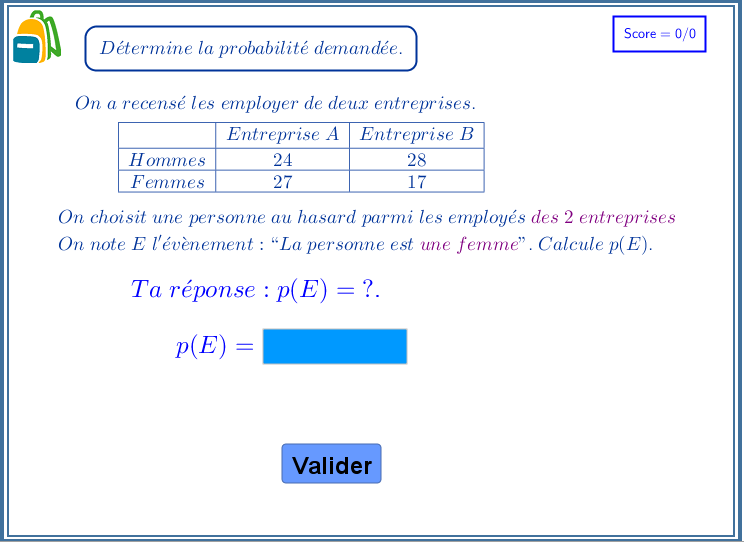 Score = 0/0
Détermine la probabilité demandée.
On a recensé les employer de deux entreprises.
Entreprise A Entreprise B
Hommes 24 28
Femmes 27 17
On choisit une personne au hasard parmi les employés des 2 entreprises
On note E l'évènement : “La personne est une femme”. Calcule p(E).
Ta réponse : p(E) = ?.
p(E) =
Valider